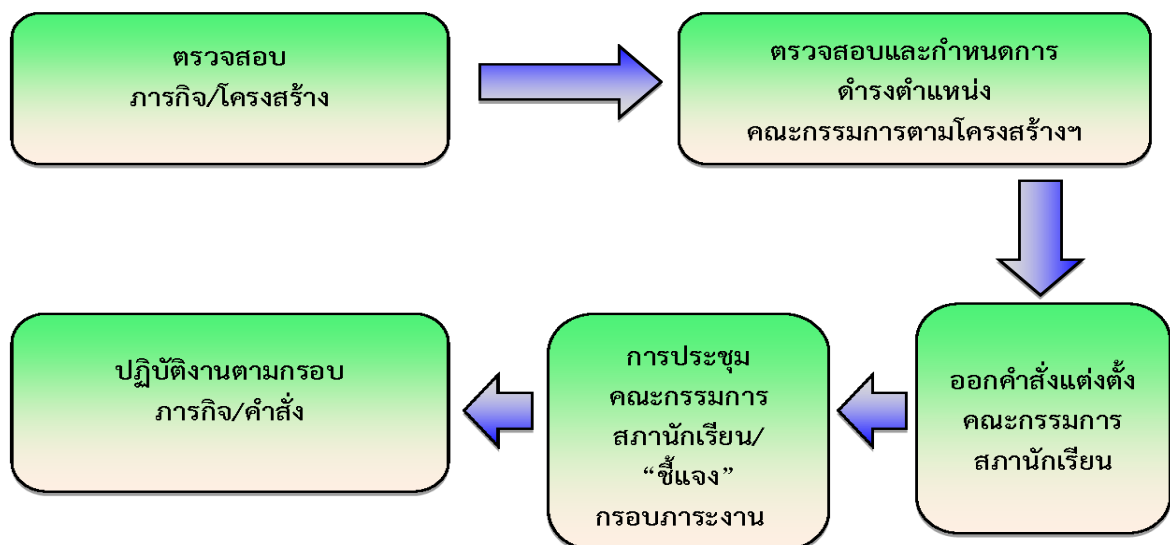 ตรวจสอบ
ภารกิจ/โครงสร้าง
ตรวจสอบและกำหนดการ
ดำรงตำแหน่ง
คณะกรรมการตามโครงสร้างฯ
ออกคำสั่งแต่งตั้ง
คณะกรรมการ
สภานักเรียน
การประชุม
คณะกรรมการ
สภานักเรียน/
“ชี้แจง”
กรอบภาระงาน
ปฏิบัติงานตามกรอบ
ภารกิจ/คำสั่ง